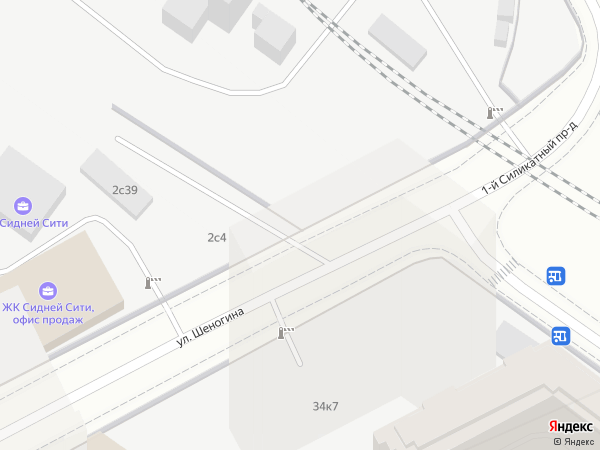 1-й Силикатный пр-д
2с39
Сидней Сити
2с4
ЖК Сидней Сити,
офис продаж
ул. Шеногина
34к7
Яндекс
© Яндекс